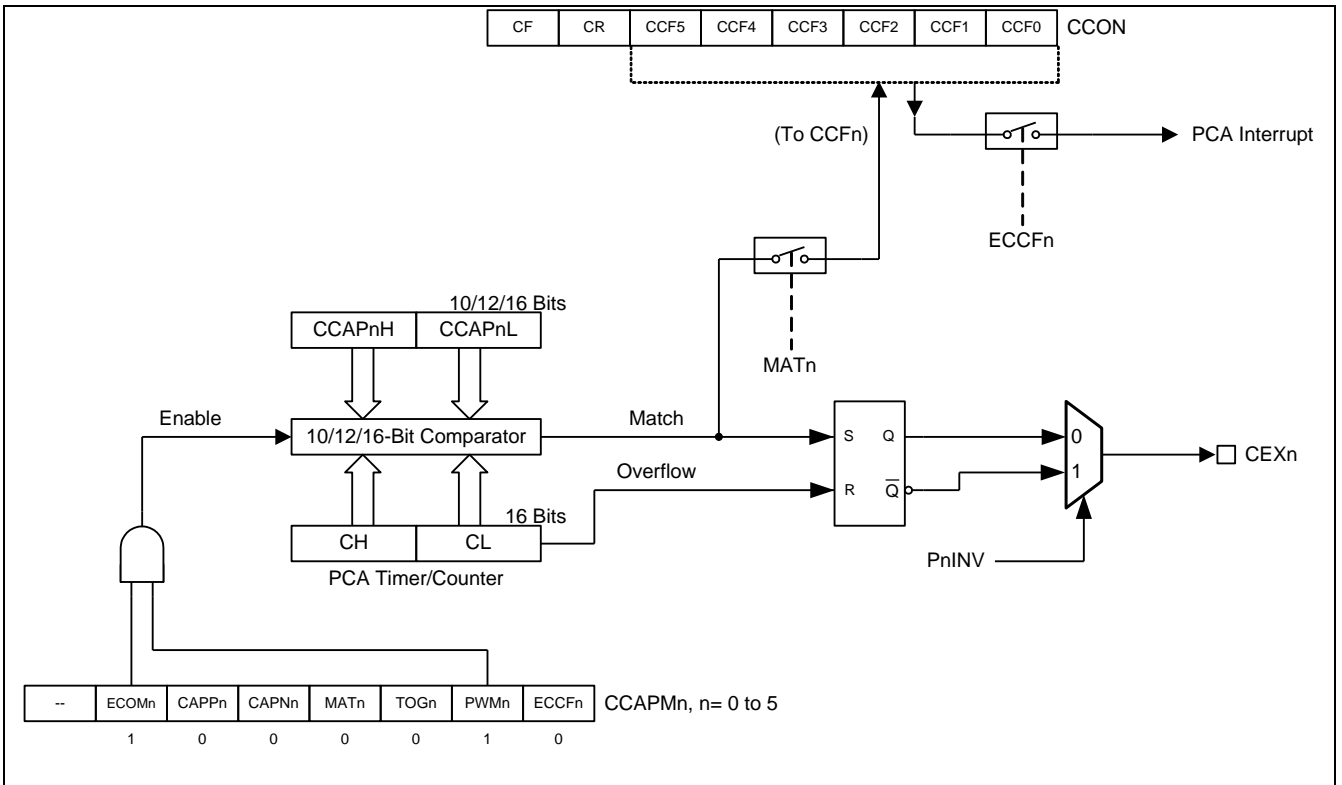 CF CR CCF5 CCF4 CCF3 CCF2 CCF1 CCF0 CCON
(To CCFn)
PCA Interrupt
ECCFn
10/12/16 Bits
CCAPnH CCAPnL
MATn
Enable
10/12/16-Bit Comparator
Match
S Q
0
CEXn
Overflow
R Q̅
1
16 Bits
CH CL
PCA Timer/Counter
PnINV
-- ECOMn CAPPn CAPNn MATn TOGn PWMn ECCFn CCAPMn, n= 0 to 5
1 0 0 0 0 1 0